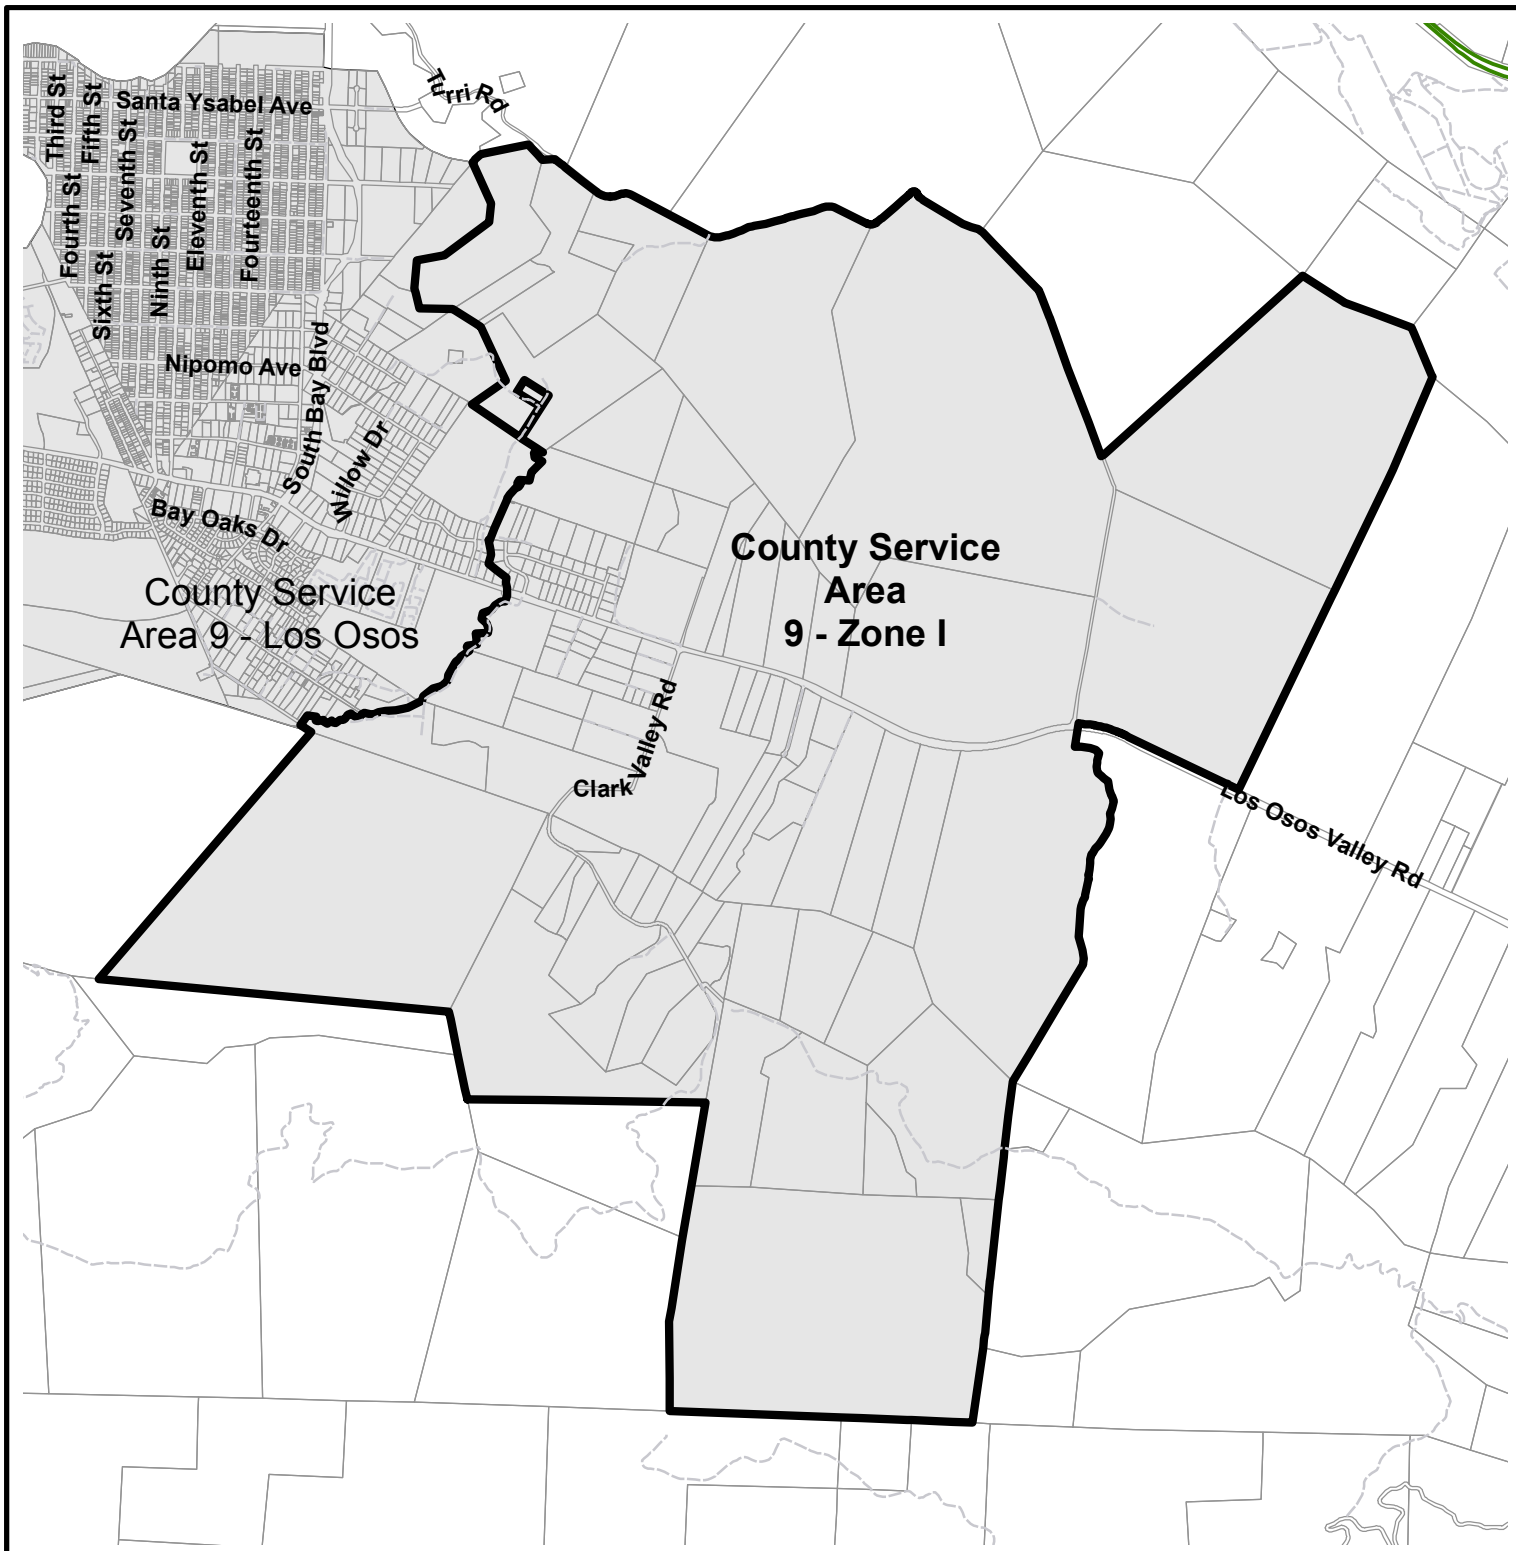 Turri Rd
Santa Ysabel Ave
Third St
Fifth St
Seventh St
Eleventh St
Fourteenth St
Fourth St
Sixth St
Ninth St
Nipomo Ave
South Bay Blvd
Willow Dr
Bay Oaks Dr
County Service
Area 9 - Los Osos
County Service
Area
9 - Zone I
Clark Valley Rd
Los Osos Valley Rd